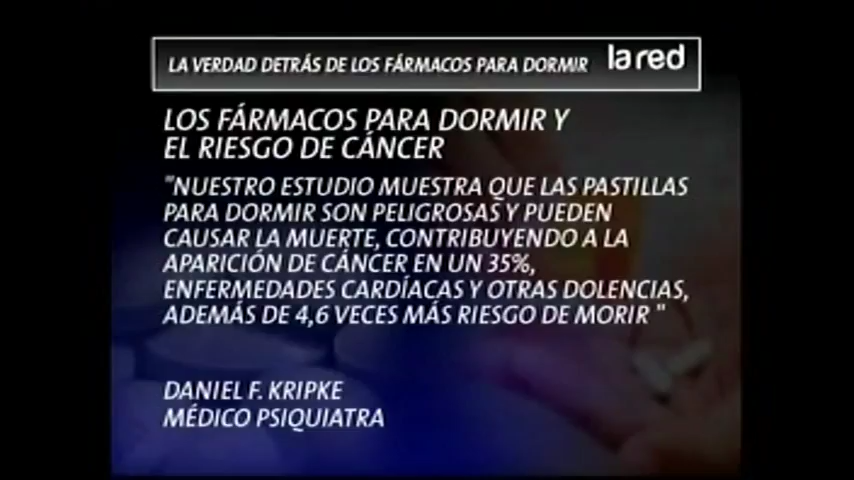 LA VERDAD DETRÁS DE LOS FÁRMACOS PARA DORMIR la red
LOS FÁRMACOS PARA DORMIR Y
EL RIESGO DE CÁNCER
"NUESTRO ESTUDIO MUESTRA QUE LAS PASTILLAS
PARA DORMIR SON PELIGROSAS Y PUEDEN
CAUSAR LA MUERTE, CONTRIBUYENDO A LA
APARICIÓN DE CÁNCER EN UN 35%,
ENFERMEDADES CARDÍACAS Y OTRAS DOLENCIAS,
ADEMÁS DE 4,6 VECES MÁS RIESGO DE MORIR "
DANIEL F. KRIPKE
MÉDICO PSIQUIATRA